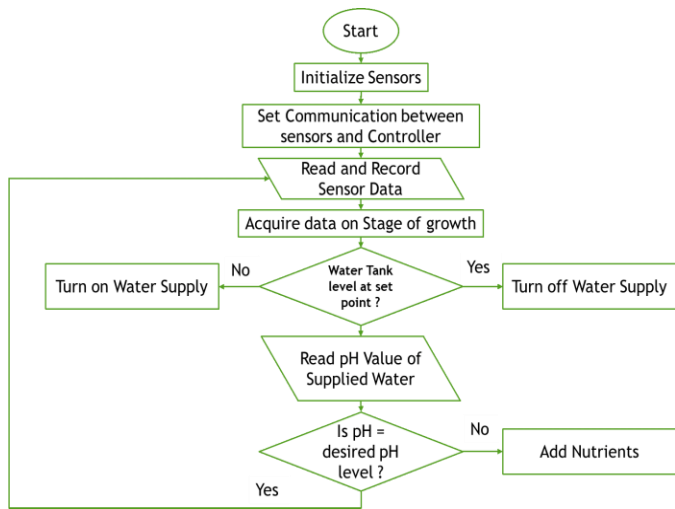 Start
Initialize Sensors
Set Communication between
sensors and Controller
Read and Record
Sensor Data
Acquire data on Stage of growth
No
Water Tank
level at set
point ?
Yes
Turn on Water Supply
Turn off Water Supply
Read pH Value of
Supplied Water
Is pH =
desired pH
level ?
No
Add Nutrients
Yes